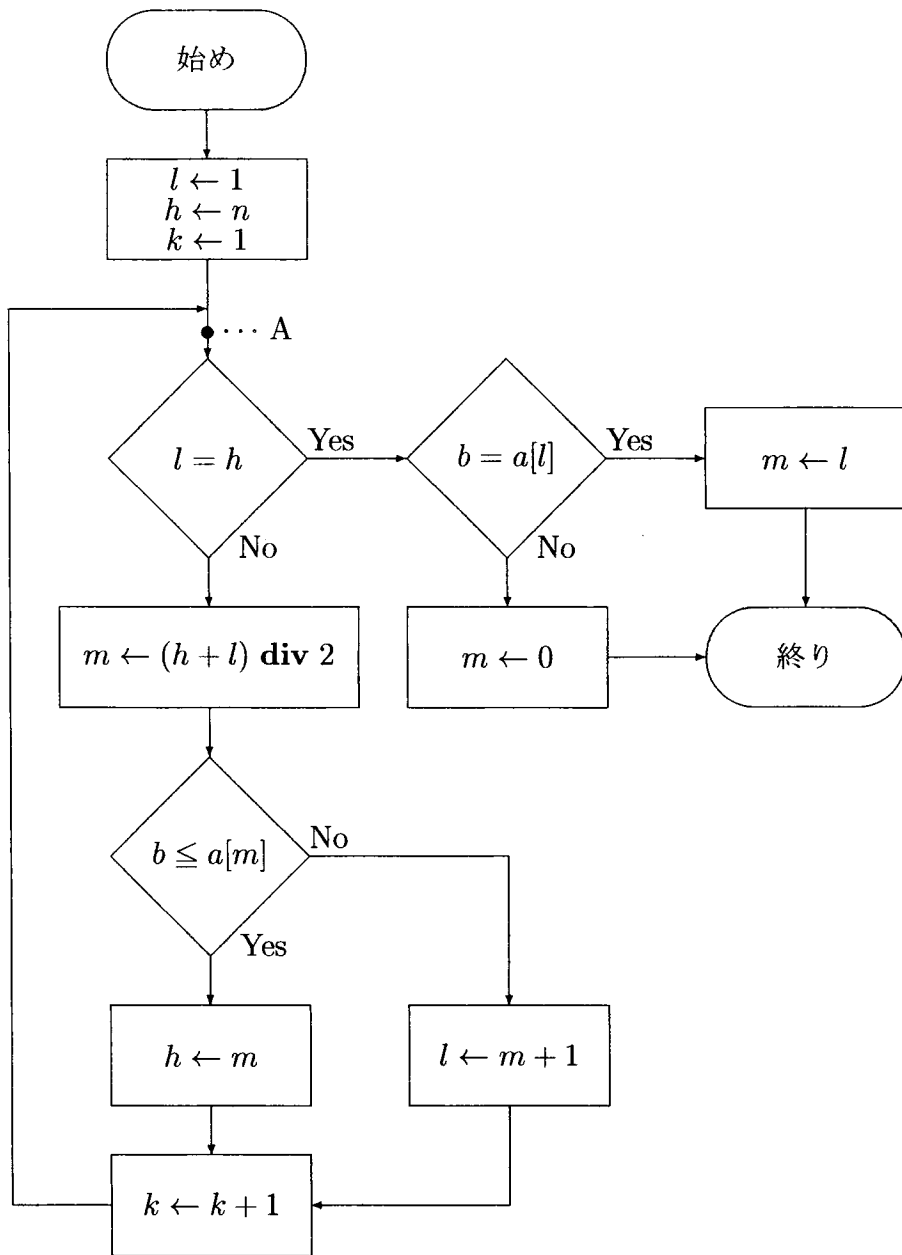 始め
l ← 1
h ← n
k ← 1
··· A
l = h
Yes
b = a[l]
Yes
m ← l
No
No
m ← (h + l) div 2
m ← 0
終り
b ≦ a[m]
No
Yes
h ← m
l ← m + 1
k ← k + 1